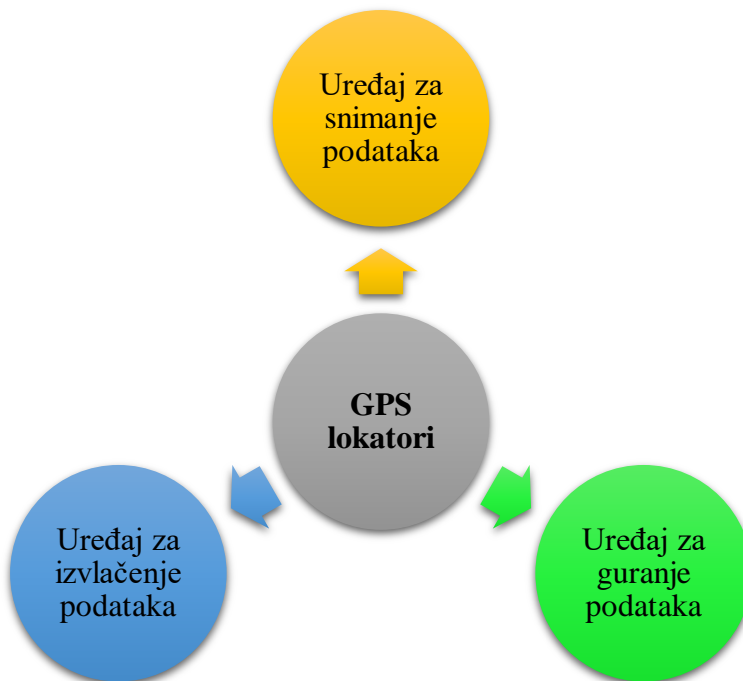 Uređaj za
snimanje
podataka
GPS
lokatori
Uređaj za
izvlačenje
podataka
Uređaj za
guranje
podataka